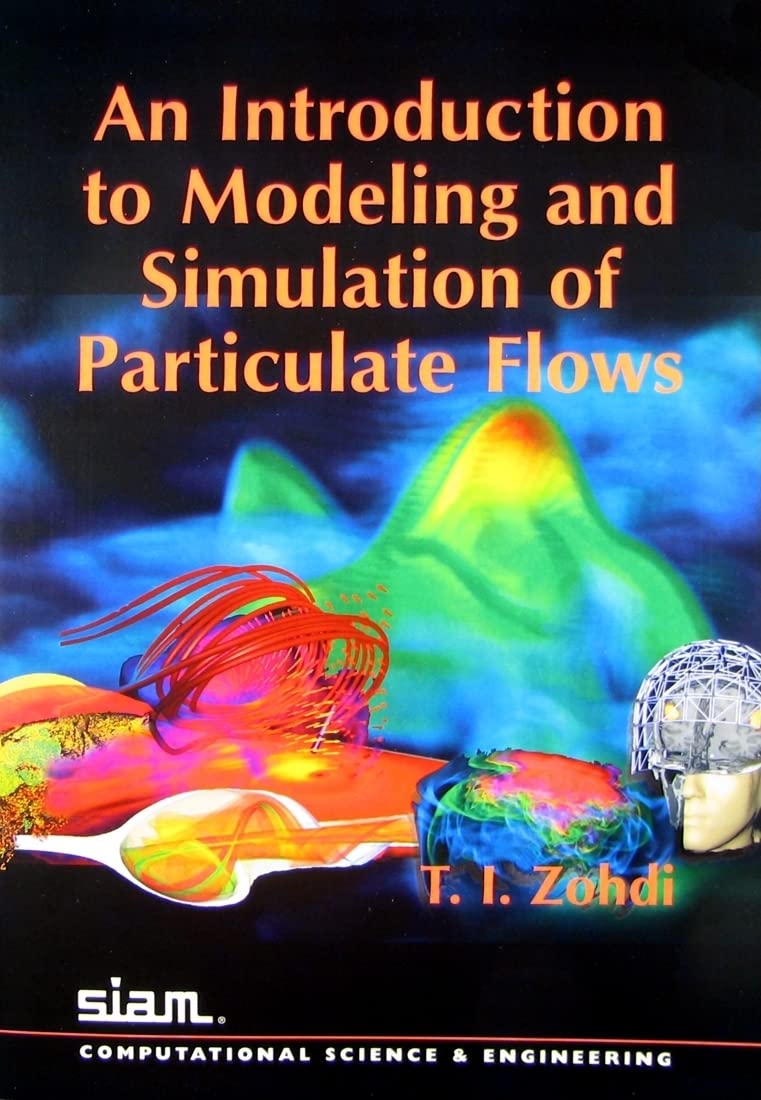 An Introduction
to Modeling and
Simulation of
Particulate Flows
T. I. Zohdi
siam®
COMPUTATIONAL SCIENCE & ENGINEERING